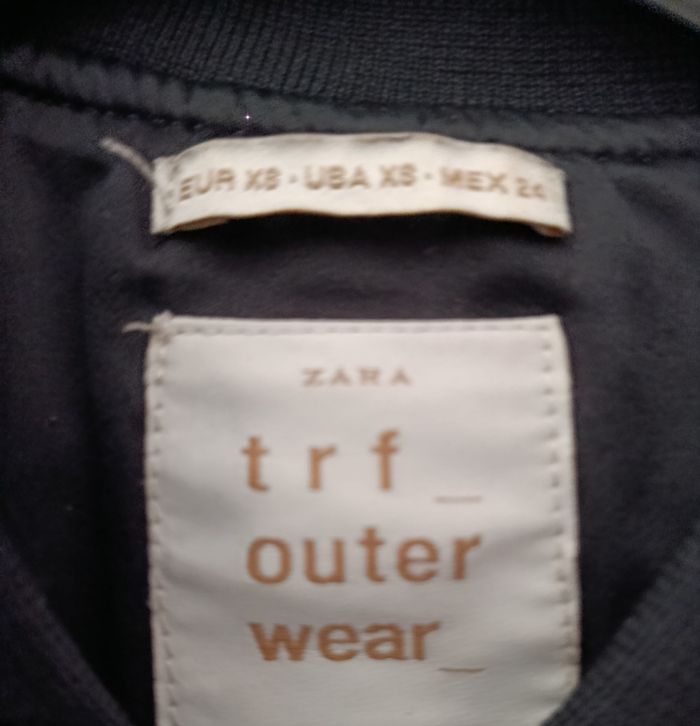 EUR XS · USA XS · MEX 24
ZARA
trf_
outer
wear_